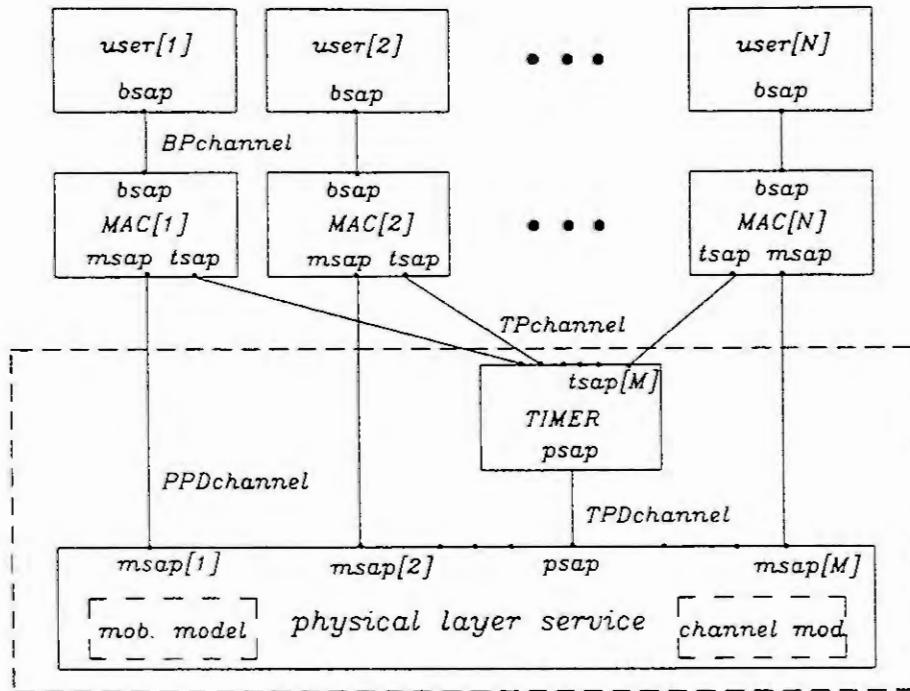 user[1] user[2] user[N]
bsap bsap bsap
BPchannel
bsap bsap bsap
MAC[1] MAC[2] MAC[N]
msap tsap msap tsap tsap msap
TPchannel
tsap[M]
TIMER
psap
PPDchannel
TPDchannel
msap[1] msap[2] psap msap[M]
mob. model physical layer service channel mod.